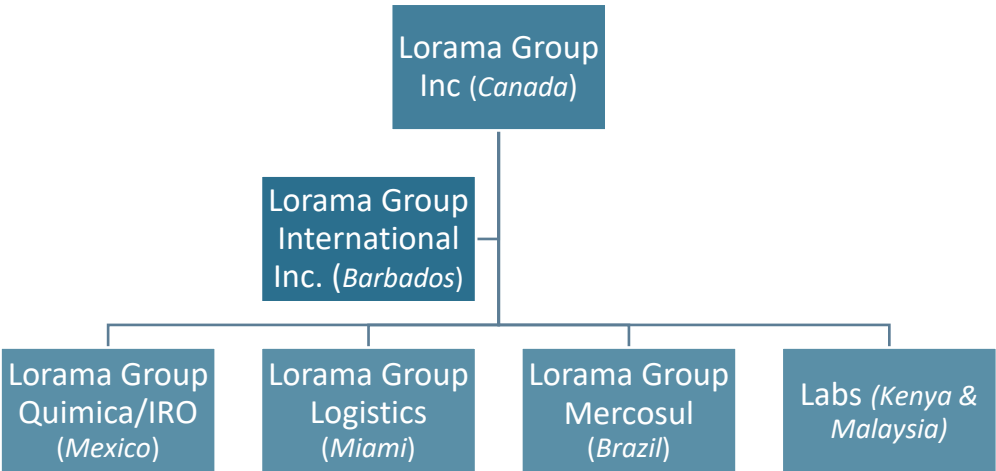 Lorama Group
Inc (Canada)
Lorama Group
International
Inc. (Barbados)
Lorama Group
Quimica/IRO
(Mexico)
Lorama Group
Logistics
(Miami)
Lorama Group
Mercosul
(Brazil)
Labs (Kenya &
Malaysia)